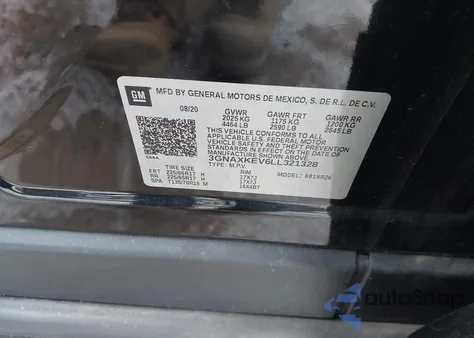 GM
MFD BY GENERAL MOTORS DE MEXICO, S. DE R.L. DE C.V.
08/20 GVWR GAWR FRT GAWR RR
2025 KG 1175 KG 1200 KG
4464 LB 2590 LB 2645 LB
THIS VEHICLE CONFORMS TO ALL
APPLICABLE U.S. FEDERAL MOTOR
VEHICLE SAFETY, BUMPER, AND
THEFT PREVENTION STANDARDS IN
EFFECT ON THE DATE OF
MANUFACTURE SHOWN ABOVE.
3GNAXKEV6LL321328
TYPE: M.P.V. MODEL:
TIRE SIZE RIM
FRT 225/65R17 H 17X7J
RR 225/65R17 H 17X7J
SPA T135/70R16 M 16X4BT
autoSnap